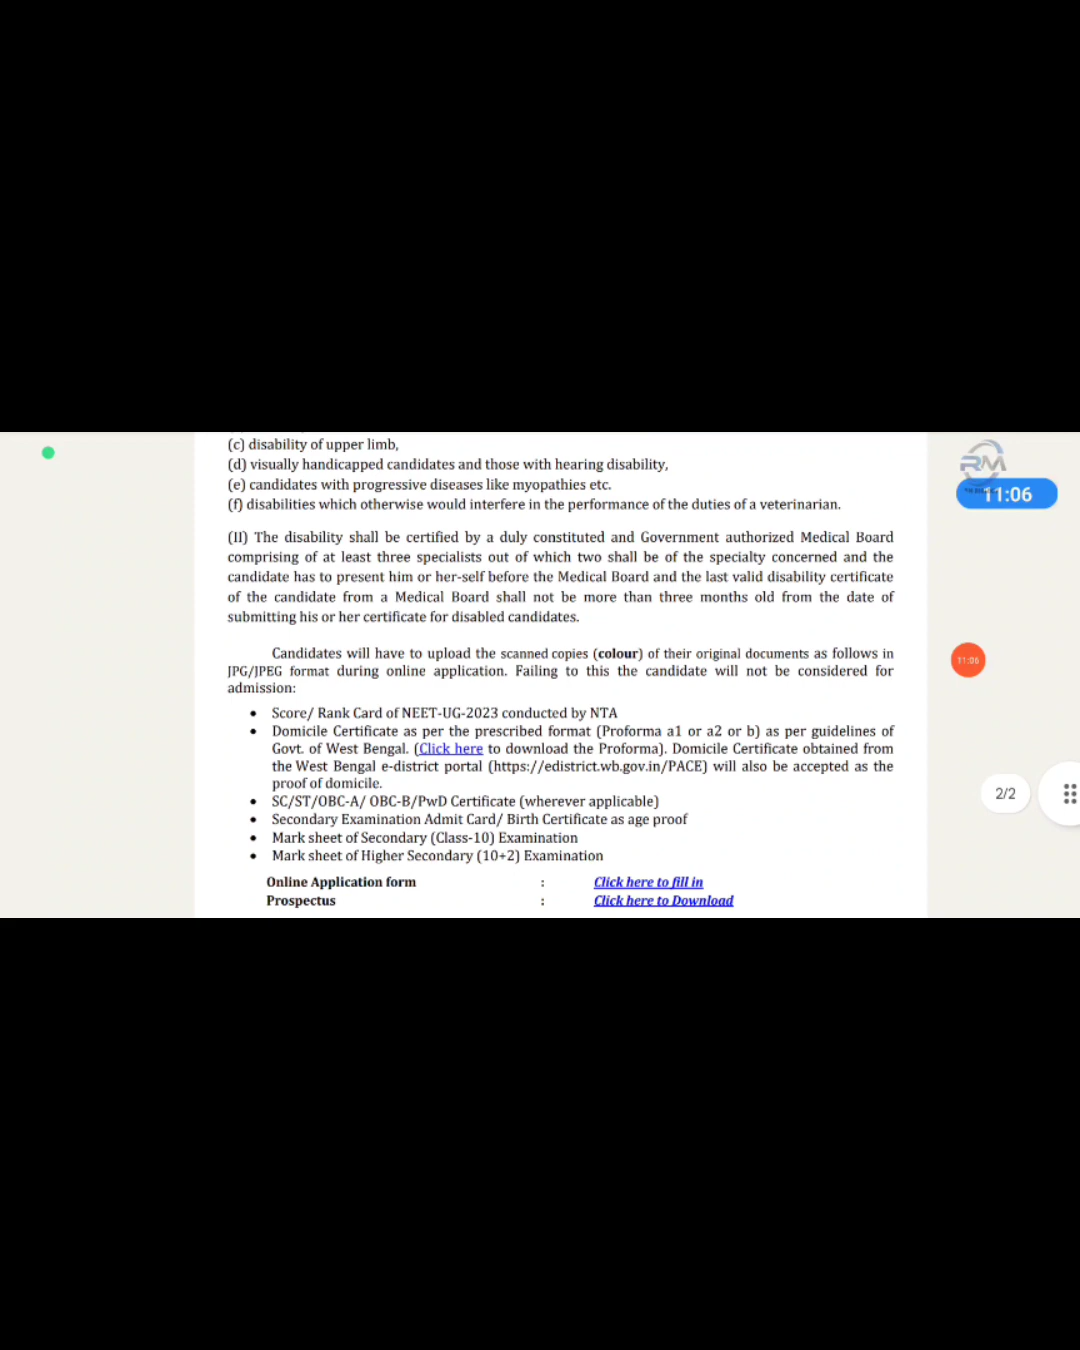 (c) disability of upper limb,
(d) visually handicapped candidates and those with hearing disability,
(e) candidates with progressive diseases like myopathies etc.
(f) disabilities which otherwise would interfere in the performance of the duties of a veterinarian.
(II) The disability shall be certified by a duly constituted and Government authorized Medical Board
comprising of at least three specialists out of which two shall be of the specialty concerned and the
candidate has to present him or her-self before the Medical Board and the last valid disability certificate
of the candidate from a Medical Board shall not be more than three months old from the date of
submitting his or her certificate for disabled candidates.
Candidates will have to upload the scanned copies (colour) of their original documents as follows in
JPG/JPEG format during online application. Failing to this the candidate will not be considered for
admission:
• Score/ Rank Card of NEET-UG-2023 conducted by NTA
• Domicile Certificate as per the prescribed format (Proforma a1 or a2 or b) as per guidelines of
Govt. of West Bengal. (Click here to download the Proforma). Domicile Certificate obtained from
the West Bengal e-district portal (https://edistrict.wb.gov.in/PACE) will also be accepted as the
proof of domicile.
• SC/ST/OBC-A/ OBC-B/PwD Certificate (wherever applicable)
• Secondary Examination Admit Card/ Birth Certificate as age proof
• Mark sheet of Secondary (Class-10) Examination
• Mark sheet of Higher Secondary (10+2) Examination
Online Application form : Click here to fill in
Prospectus : Click here to Download
RM
11:06
11:06
2/2